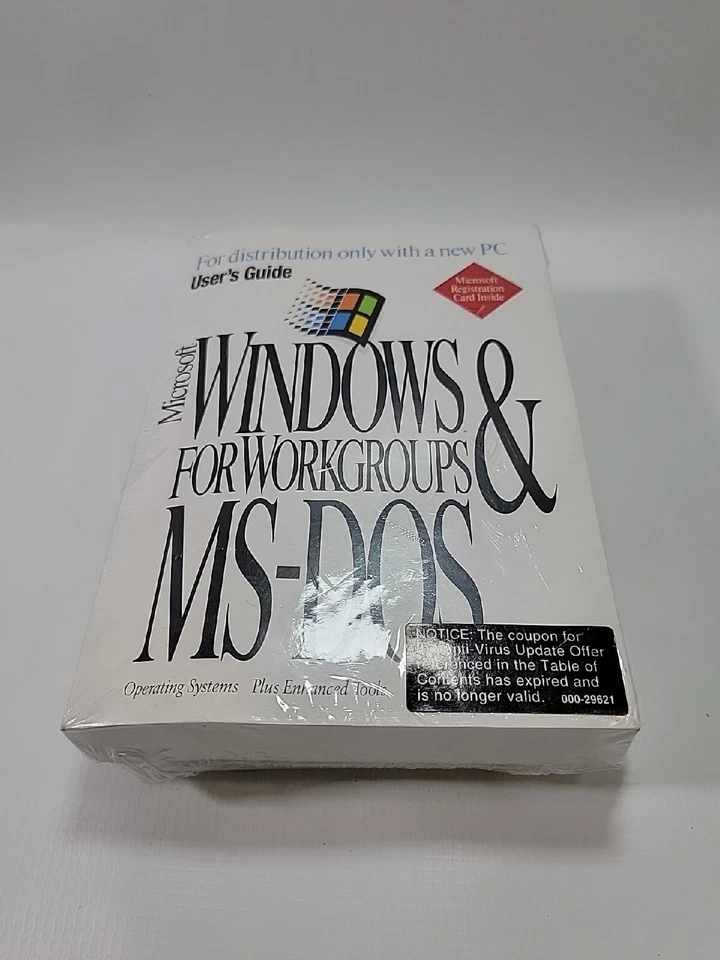 For distribution only with a new PC
User's Guide
Microsoft
Registration
Card Inside
Microsoft
WINDOWS
FOR WORKGROUPS
&
MS-DOS
Operating Systems Plus Enhanced Tools
NOTICE: The coupon for
Anti-Virus Update Offer
referenced in the Table of
Contents has expired and
is no longer valid. 000-29621